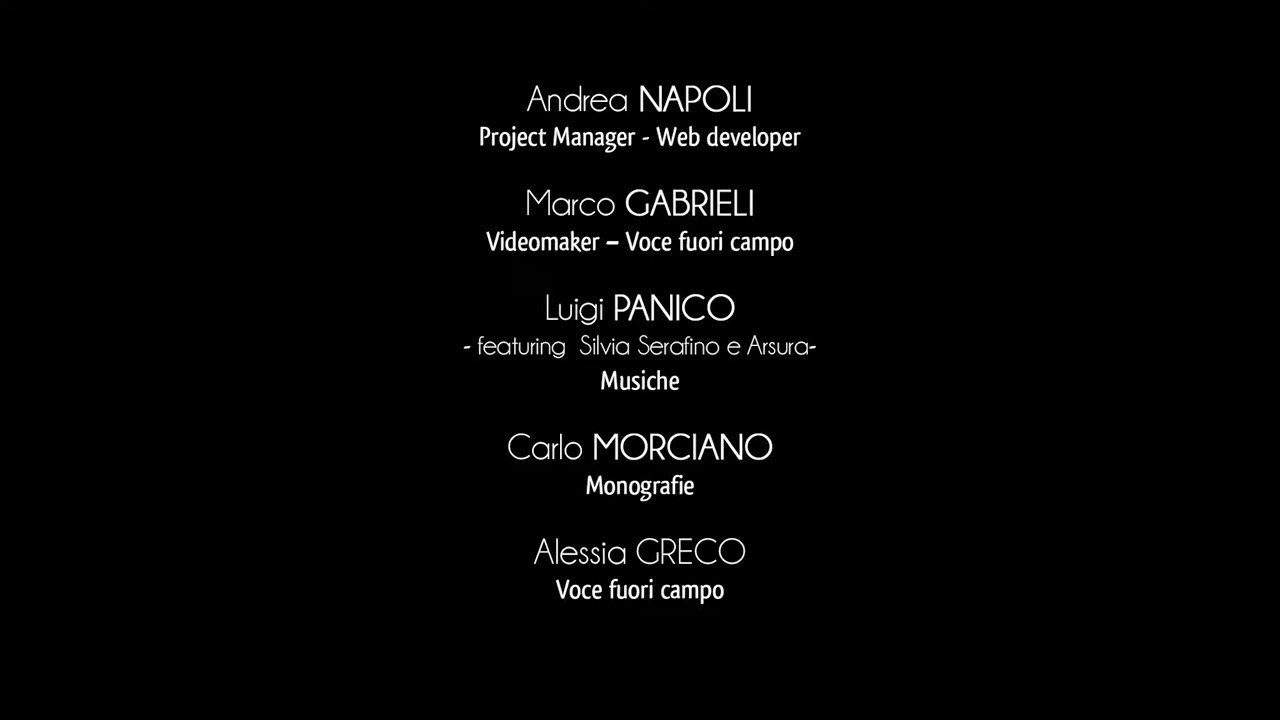 Andrea NAPOLI
Project Manager - Web developer
Marco GABRIELI
Videomaker – Voce fuori campo
Luigi PANICO
- featuring Silvia Serafino e Arsura-
Musiche
Carlo MORCIANO
Monografie
Alessia GRECO
Voce fuori campo